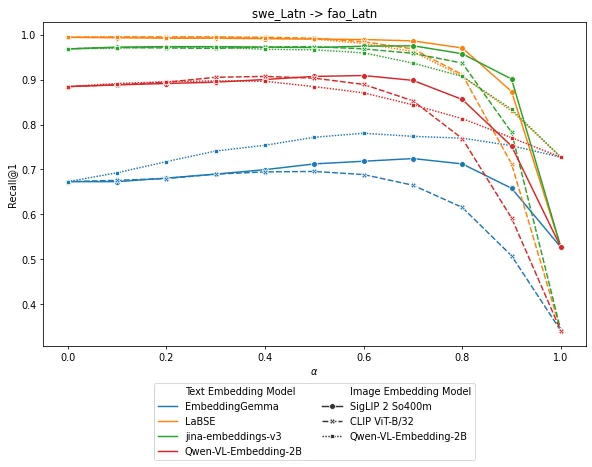 swe_Latn -> fao_Latn
1.0
0.9
0.8
0.7
0.6
0.5
0.4
Recall@1
0.0 0.2 0.4 0.6 0.8 1.0
α
Text Embedding Model Image Embedding Model
EmbeddingGemma SigLIP 2 So400m
LaBSE CLIP ViT-B/32
jina-embeddings-v3 Qwen-VL-Embedding-2B
Qwen-VL-Embedding-2B